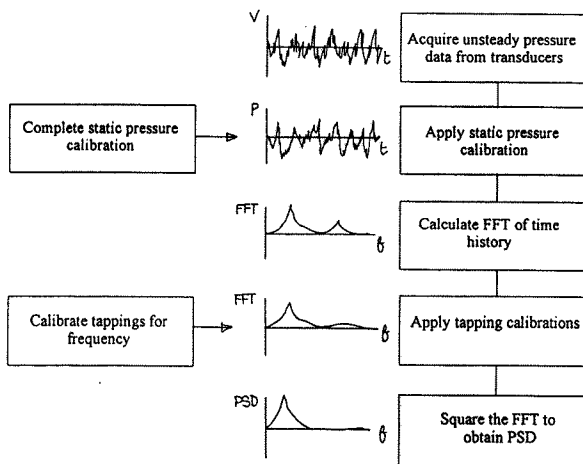 V
t
Acquire unsteady pressure
data from transducers
Complete static pressure
calibration
P
t
Apply static pressure
calibration
FFT
f
Calculate FFT of time
history
Calibrate tappings for
frequency
FFT
f
Apply tapping calibrations
PSD
f
Square the FFT to
obtain PSD